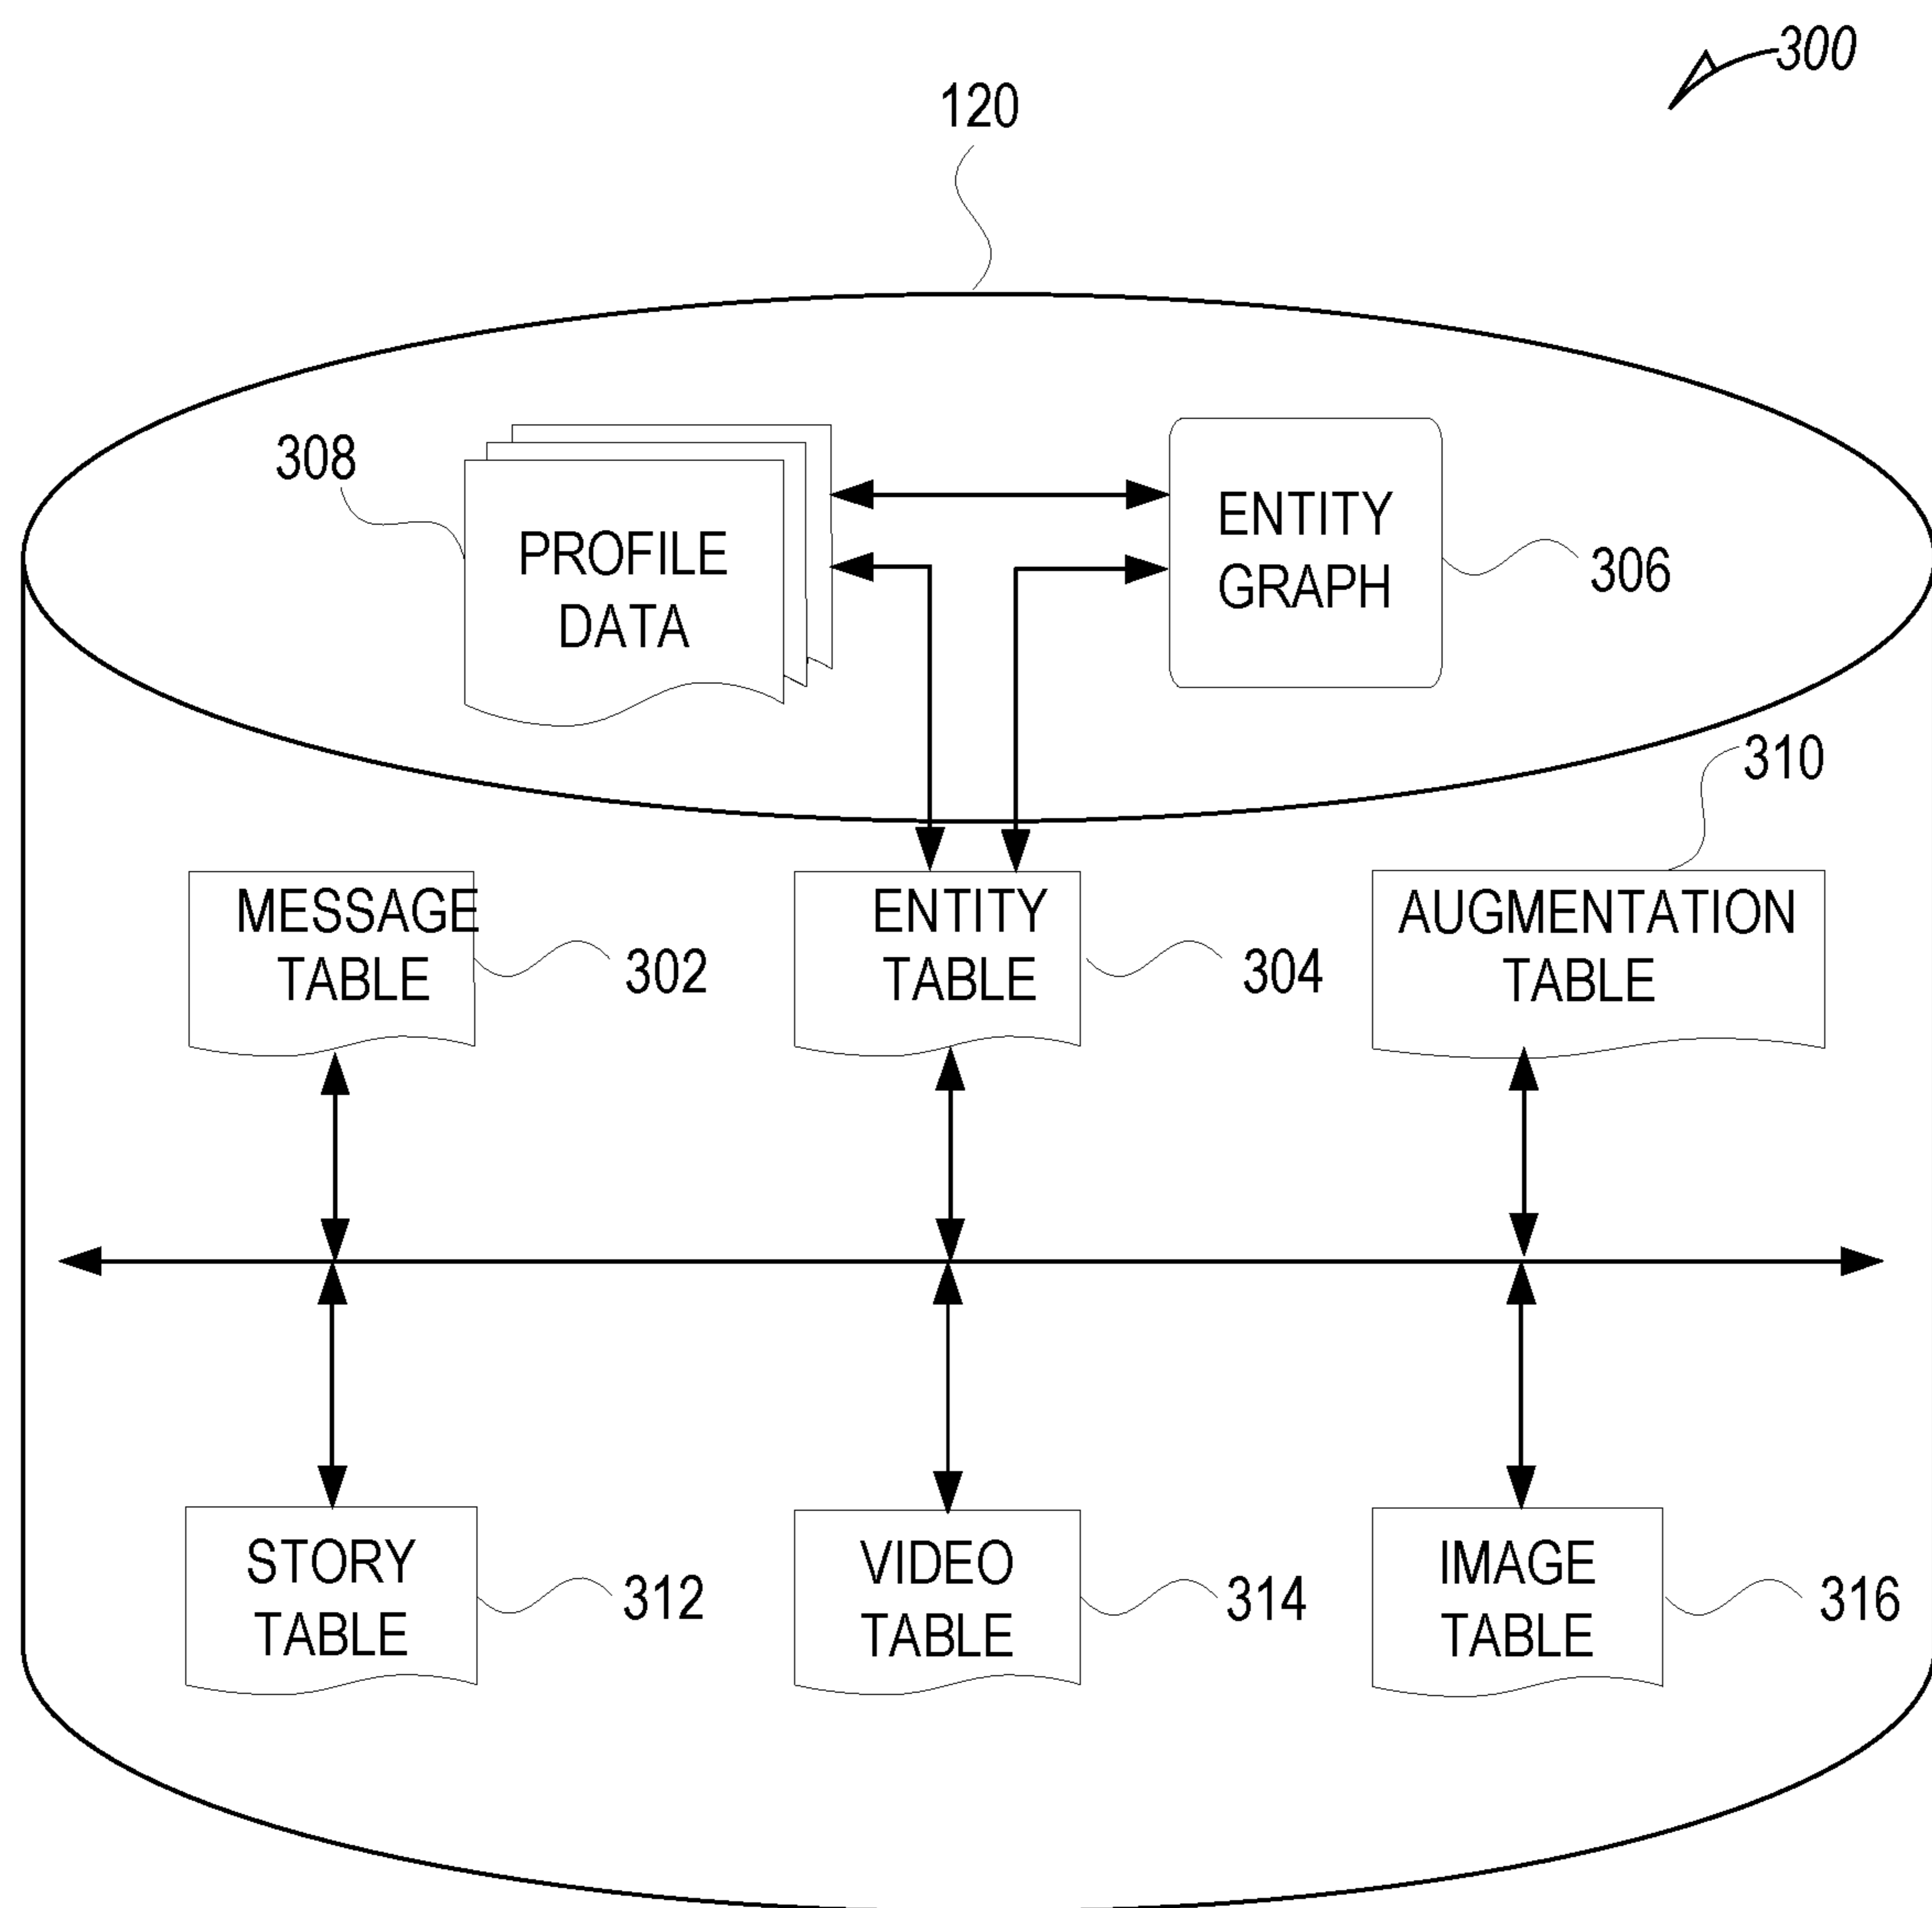 300
120
308
PROFILE
DATA
ENTITY
GRAPH
306
310
MESSAGE
TABLE
302
ENTITY
TABLE
304
AUGMENTATION
TABLE
STORY
TABLE
312
VIDEO
TABLE
314
IMAGE
TABLE
316